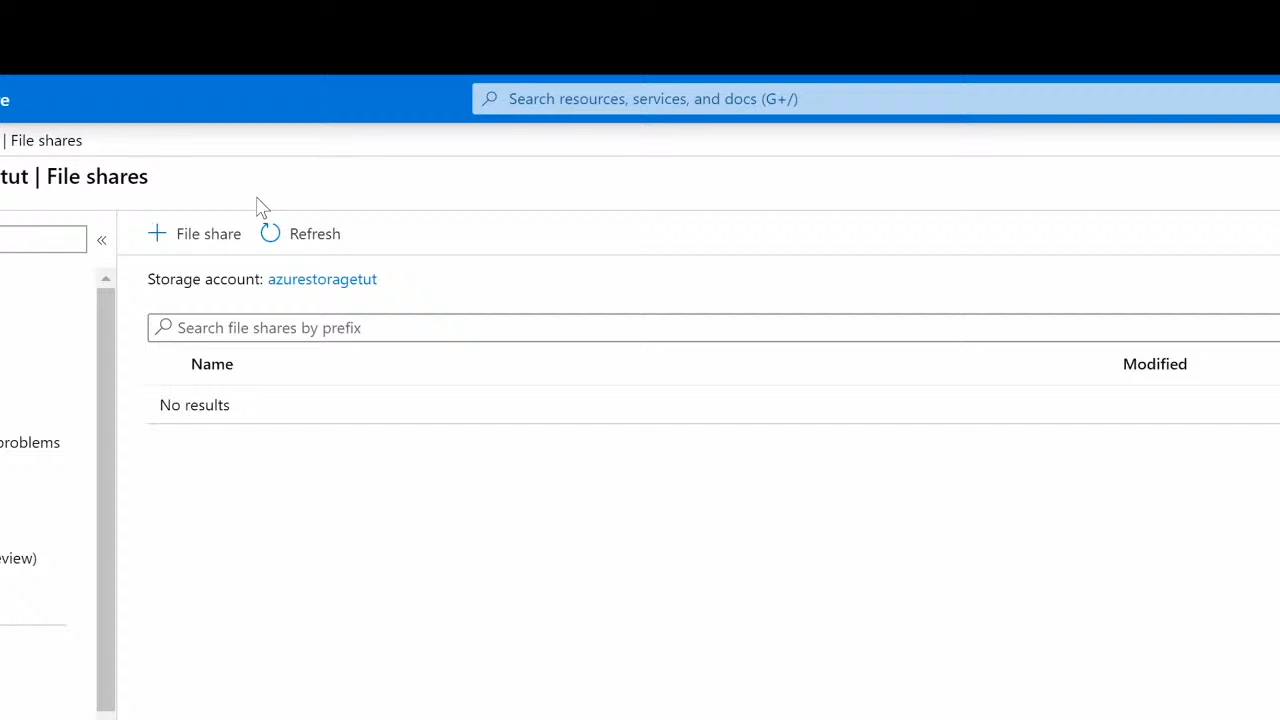 e
Search resources, services, and docs (G+/)
| File shares
tut | File shares
«
+ File share Refresh
Storage account: azurestoragetut
Search file shares by prefix
Name Modified
No results
problems
eview)